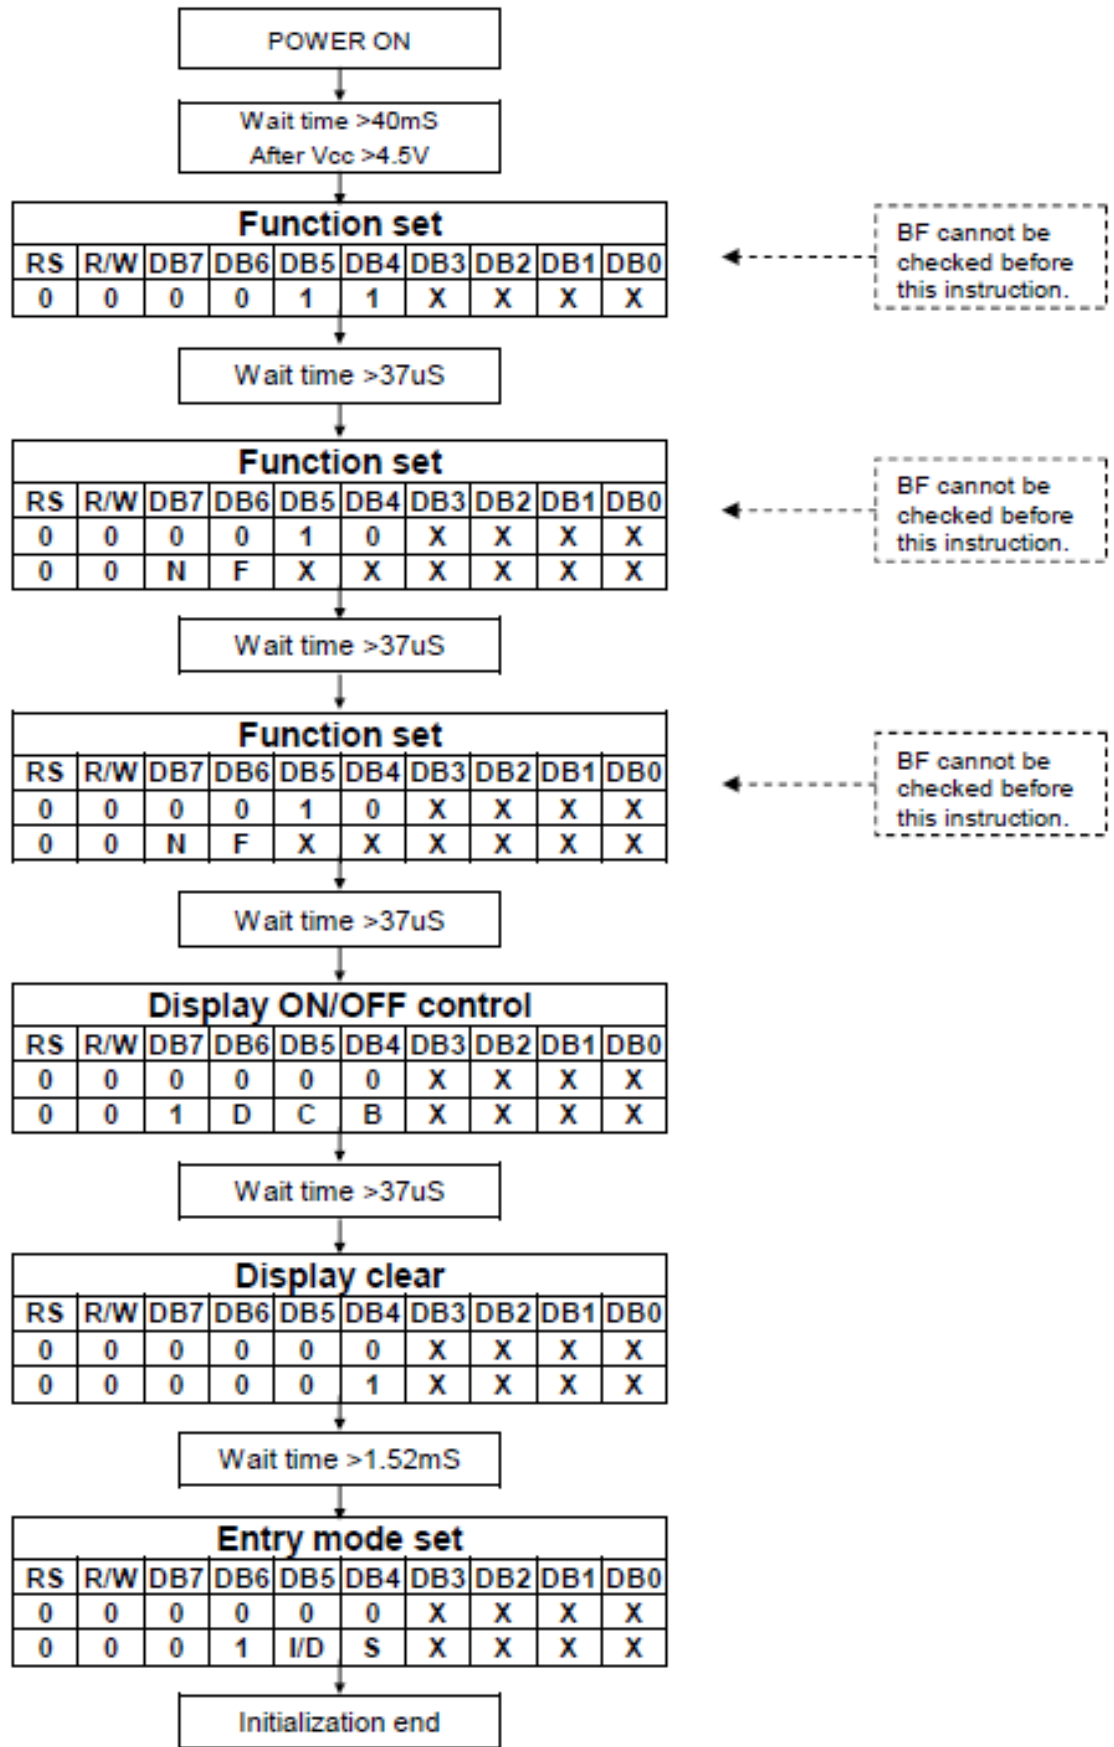 POWER ON
Wait time >40mS
After Vcc >4.5V
Function set
RS R/W DB7 DB6 DB5 DB4 DB3 DB2 DB1 DB0
0 0 0 0 1 1 X X X X
BF cannot be
checked before
this instruction.
Wait time >37uS
Function set
RS R/W DB7 DB6 DB5 DB4 DB3 DB2 DB1 DB0
0 0 0 0 1 0 X X X X
0 0 N F X X X X X X
BF cannot be
checked before
this instruction.
Wait time >37uS
Function set
RS R/W DB7 DB6 DB5 DB4 DB3 DB2 DB1 DB0
0 0 0 0 1 0 X X X X
0 0 N F X X X X X X
BF cannot be
checked before
this instruction.
Wait time >37uS
Display ON/OFF control
RS R/W DB7 DB6 DB5 DB4 DB3 DB2 DB1 DB0
0 0 0 0 0 0 X X X X
0 0 1 D C B X X X X
Wait time >37uS
Display clear
RS R/W DB7 DB6 DB5 DB4 DB3 DB2 DB1 DB0
0 0 0 0 0 0 X X X X
0 0 0 0 0 1 X X X X
Wait time >1.52mS
Entry mode set
RS R/W DB7 DB6 DB5 DB4 DB3 DB2 DB1 DB0
0 0 0 0 0 0 X X X X
0 0 0 1 I/D S X X X X
Initialization end